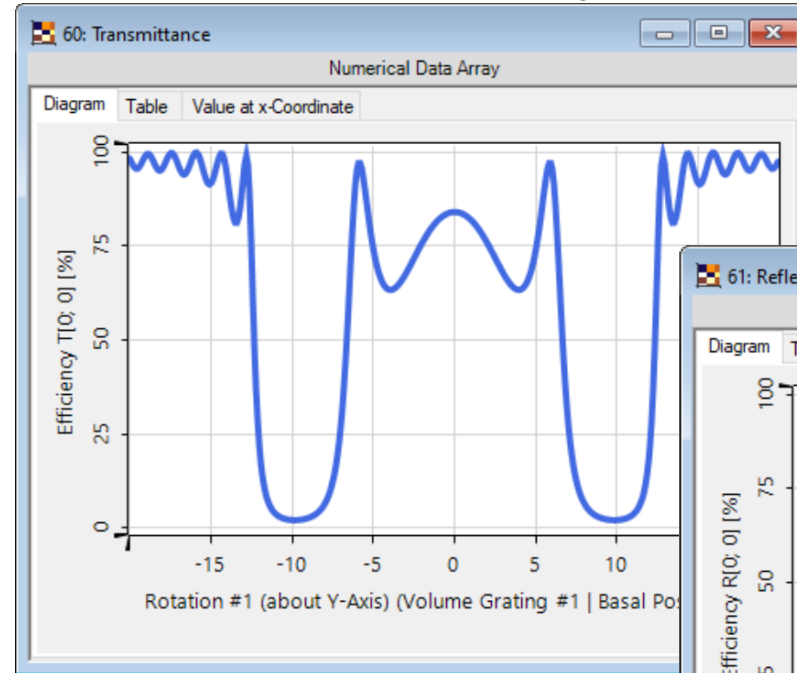 60: Transmittance
Numerical Data Array
Diagram Table Value at x-Coordinate
Efficiency T[0; 0] [%]
100
75
50
25
0
-15 -10 -5 0 5 10
Rotation #1 (about Y-Axis) (Volume Grating #1 | Basal Pos
61: Refle
Diagram T
Efficiency R[0; 0] [%]
100
75
50